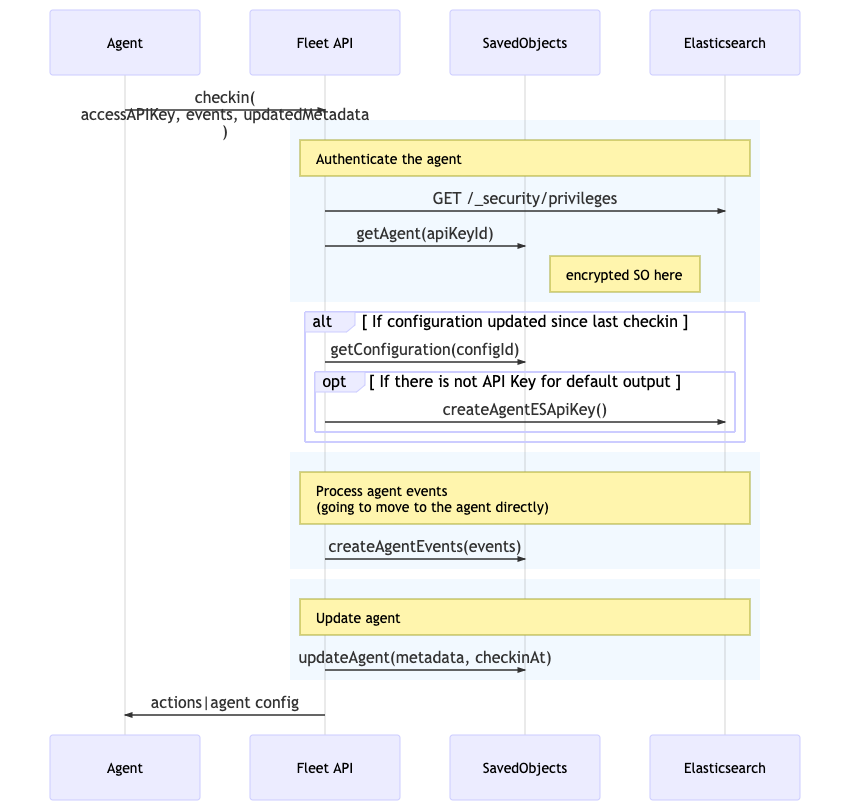 Agent
Fleet API
SavedObjects
Elasticsearch
checkin(
accessAPIKey, events, updatedMetadata
)
Authenticate the agent
GET /_security/privileges
getAgent(apiKeyId)
encrypted SO here
alt
[ If configuration updated since last checkin ]
getConfiguration(configId)
opt
[ If there is not API Key for default output ]
createAgentESApiKey()
Process agent events
(going to move to the agent directly)
createAgentEvents(events)
Update agent
updateAgent(metadata, checkinAt)
actions|agent config
Agent
Fleet API
SavedObjects
Elasticsearch